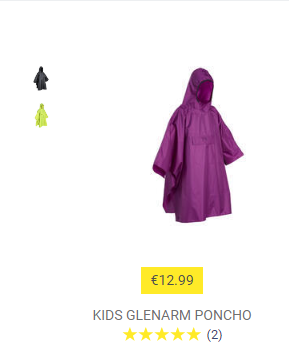 €12.99
KIDS GLENARM PONCHO
(2)